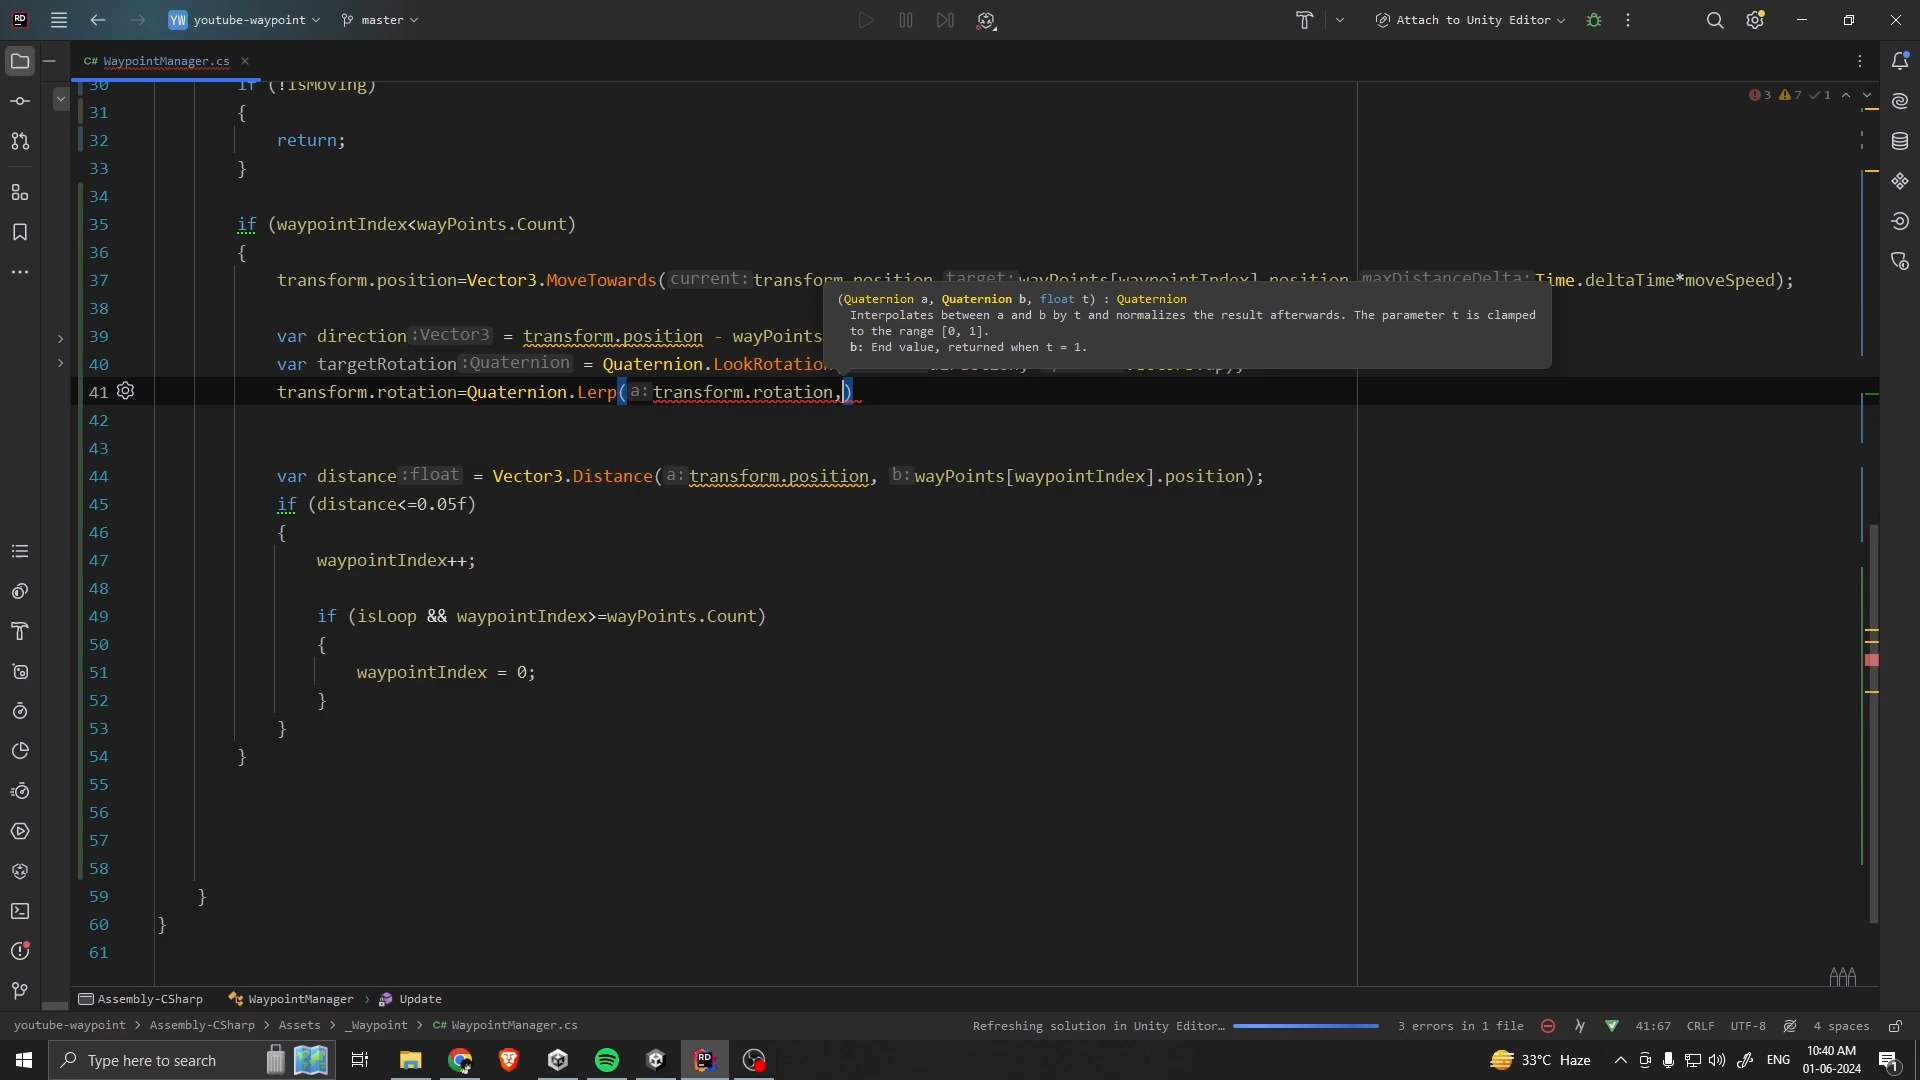 RD YW youtube-waypoint master Attach to Unity Editor
C# WaypointManager.cs
30 if (!isMoving) 3 7 1
31 {
32 return;
33 }
34
35 if (waypointIndex<wayPoints.Count)
36 {
37 transform.position=Vector3.MoveTowards(current:transform.position, target:wayPoints[waypointIndex].position, maxDistanceDelta:Time.deltaTime*moveSpeed);
(Quaternion a, Quaternion b, float t) : Quaternion
Interpolates between a and b by t and normalizes the result afterwards. The parameter t is clamped
to the range [0, 1].
b: End value, returned when t = 1.
38
39 var direction:Vector3 = transform.position - wayPoints
40 var targetRotation:Quaternion = Quaternion.LookRotation
41 transform.rotation=Quaternion.Lerp(a:transform.rotation,)
42
43
44 var distance:float = Vector3.Distance(a:transform.position, b:wayPoints[waypointIndex].position);
45 if (distance<=0.05f)
46 {
47 waypointIndex++;
48
49 if (isLoop && waypointIndex>=wayPoints.Count)
50 {
51 waypointIndex = 0;
52 }
53 }
54 }
55
56
57
58
59 }
60 }
61
Assembly-CSharp WaypointManager › Update
youtube-waypoint › Assembly-CSharp › Assets › _Waypoint › C# WaypointManager.cs Refreshing solution in Unity Editor… 3 errors in 1 file 41:67 CRLF UTF-8 4 spaces
Type here to search RD 33°C Haze ENG 10:40 AM
01-06-2024 1